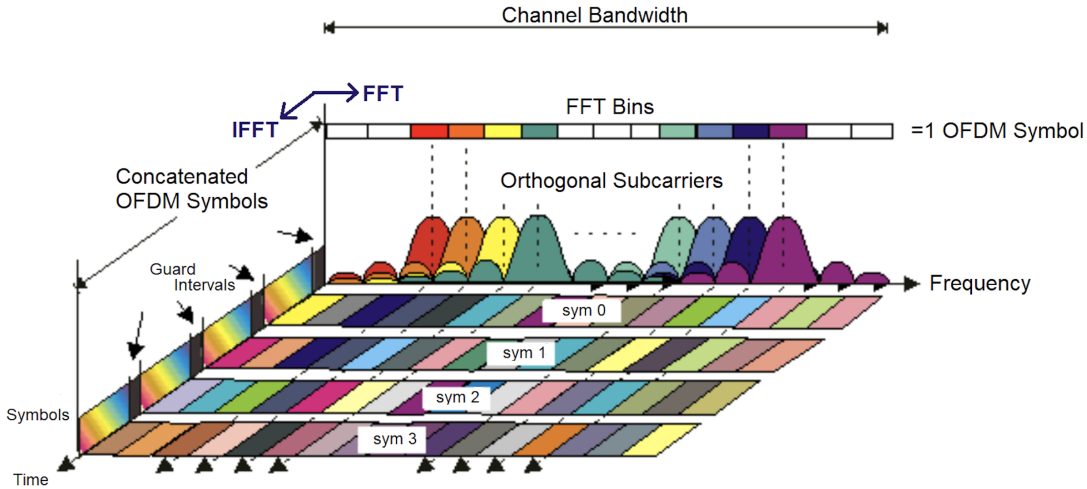 Channel Bandwidth
FFT
IFFT
FFT Bins
=1 OFDM Symbol
Concatenated
OFDM Symbols
Orthogonal Subcarriers
Guard
Intervals
Frequency
sym 0
sym 1
sym 2
Symbols
sym 3
Time